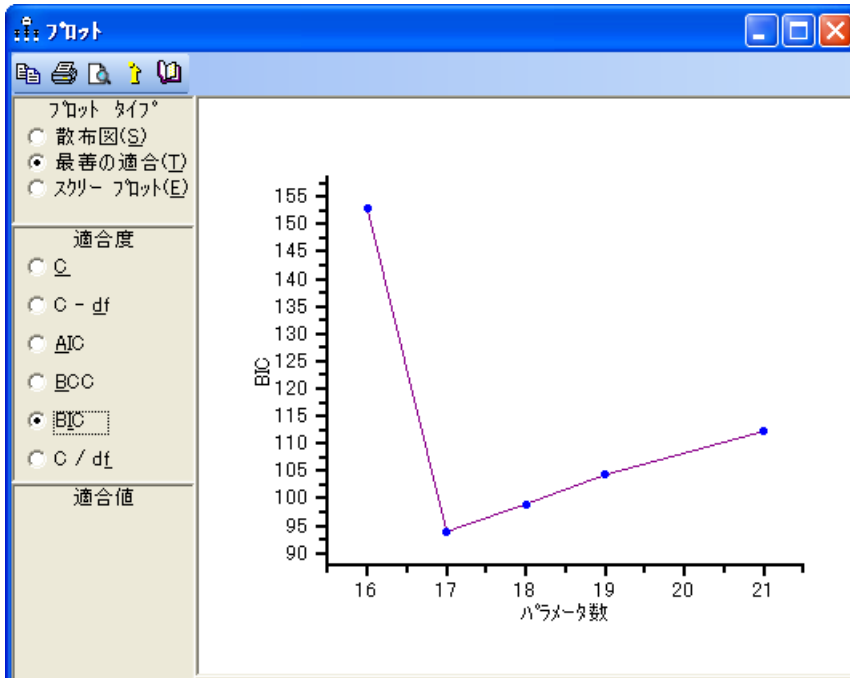 プロット
プロット タイプ
散布図(S)
最善の適合(T)
スクリー プロット(E)
適合度
C
C - df
AIC
BCC
BIC
C / df
適合値
155
150
145
140
135
130
125
120
115
110
105
100
95
90
BIC
16 17 18 19 20 21
パラメータ数